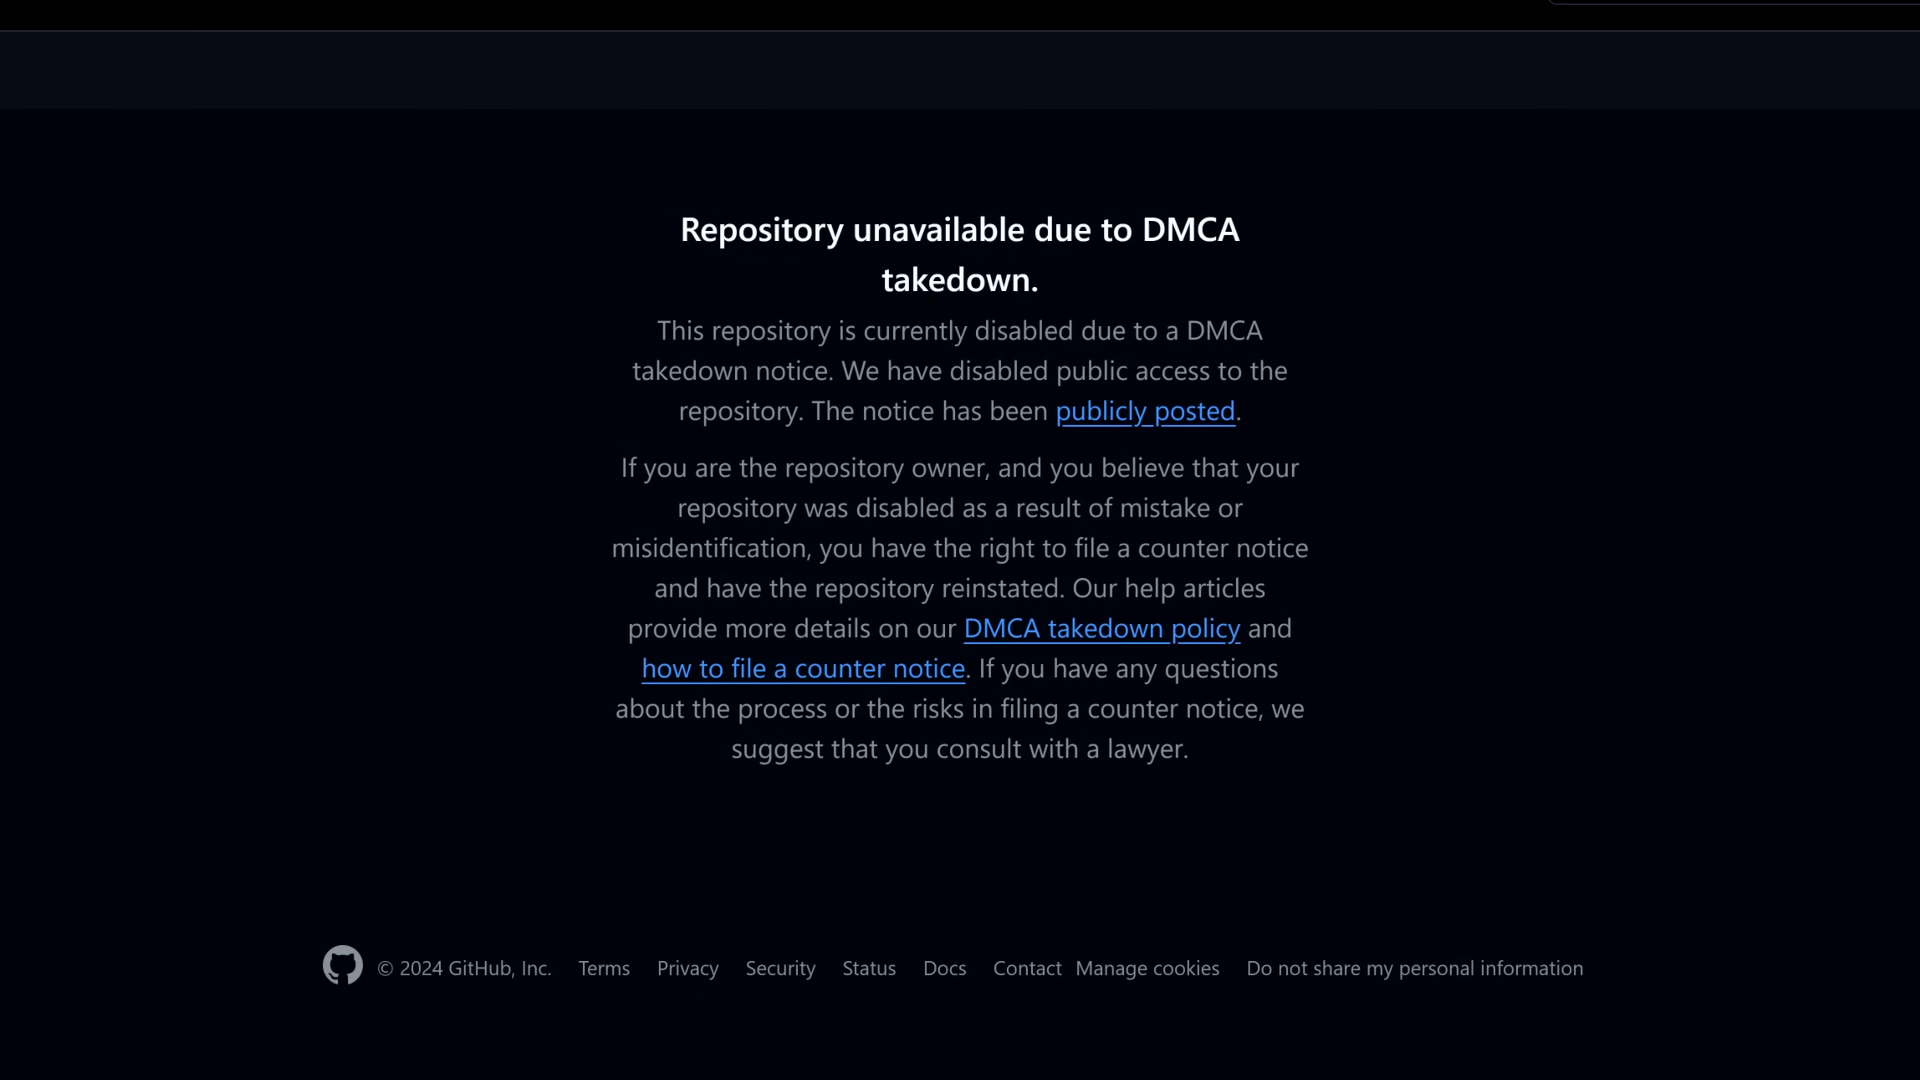 Repository unavailable due to DMCA
takedown.
This repository is currently disabled due to a DMCA
takedown notice. We have disabled public access to the
repository. The notice has been publicly posted.
If you are the repository owner, and you believe that your
repository was disabled as a result of mistake or
misidentification, you have the right to file a counter notice
and have the repository reinstated. Our help articles
provide more details on our DMCA takedown policy and
how to file a counter notice. If you have any questions
about the process or the risks in filing a counter notice, we
suggest that you consult with a lawyer.
© 2024 GitHub, Inc. Terms Privacy Security Status Docs Contact Manage cookies Do not share my personal information